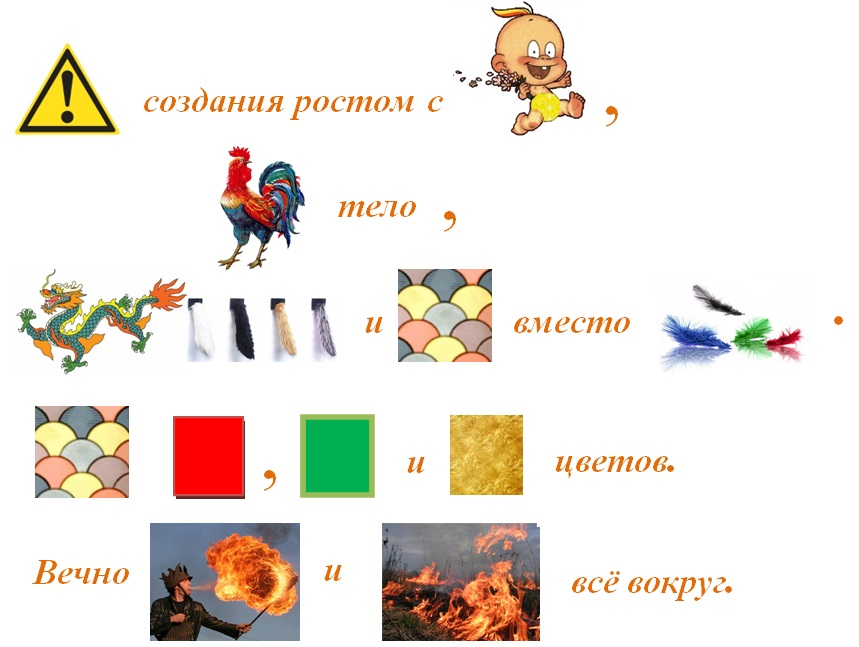 создания ростом с ,
тело ,
и вместо .
, и цветов.
Вечно и всё вокруг.